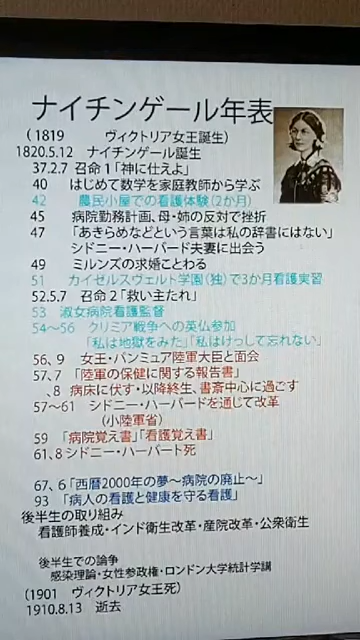 ナイチンゲール年表
(1819　ヴィクトリア女王誕生)
1820.5.12　ナイチンゲール誕生
37.2.7 召命1「神に仕えよ」
40　はじめて数学を家庭教師から学ぶ
42　農民小屋での看護体験(2か月)
45　病院勤務計画、母・姉の反対で挫折
47　「あきらめなどという言葉は私の辞書にはない」
シドニー・ハーバード夫妻に出会う
49　ミルンズの求婚ことわる
51　カイゼルスヴェルト学園(独)で3か月看護実習
52.5.7　召命2「救い主たれ」
53　淑女病院看護監督
54～56　クリミア戦争への英仏参加
「私は地獄をみた」「私はけっして忘れない」
56、9　女王・パンミュア陸軍大臣と面会
57、7　「陸軍の保健に関する報告書」
、8　病床に伏す・以降終生、書斎中心に過ごす
57～61　シドニー・ハーバードを通じて改革
(小陸軍省)
59　「病院覚え書」「看護覚え書」
61、8 シドニー・ハーバート死
67、6「西暦2000年の夢～病院の廃止～」
93　「病人の看護と健康を守る看護」
後半生の取り組み
看護師養成・インド衛生改革・産院改革・公衆衛生
後半生での論争
感染理論・女性参政権・ロンドン大学統計学講
(1901　ヴィクトリア女王死)
1910.8.13　逝去